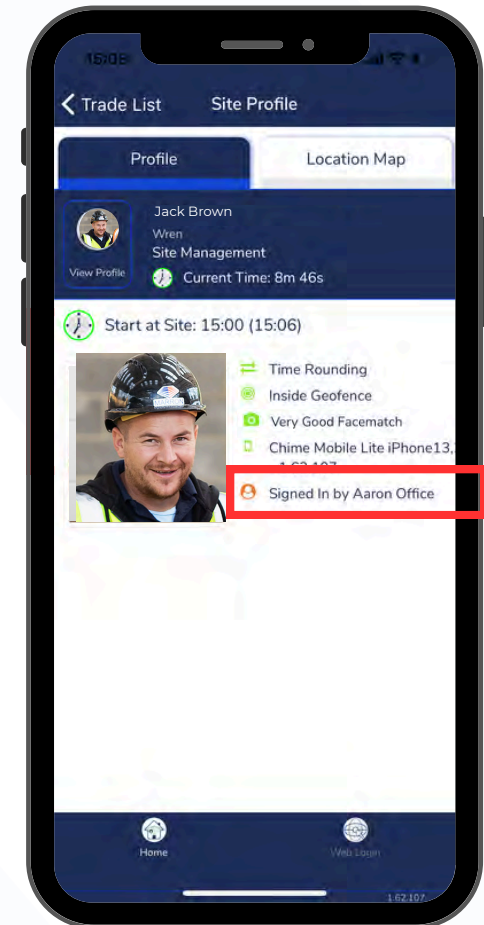 15:08
Trade List Site Profile
Profile Location Map
Jack Brown
Wren
Site Management
View Profile
Current Time: 8m 46s
Start at Site: 15:00 (15:06)
Time Rounding
Inside Geofence
Very Good Facematch
Chime Mobile Lite iPhone13,
1.62.107
Signed In by Aaron Office
Home Web Login
1.62.107